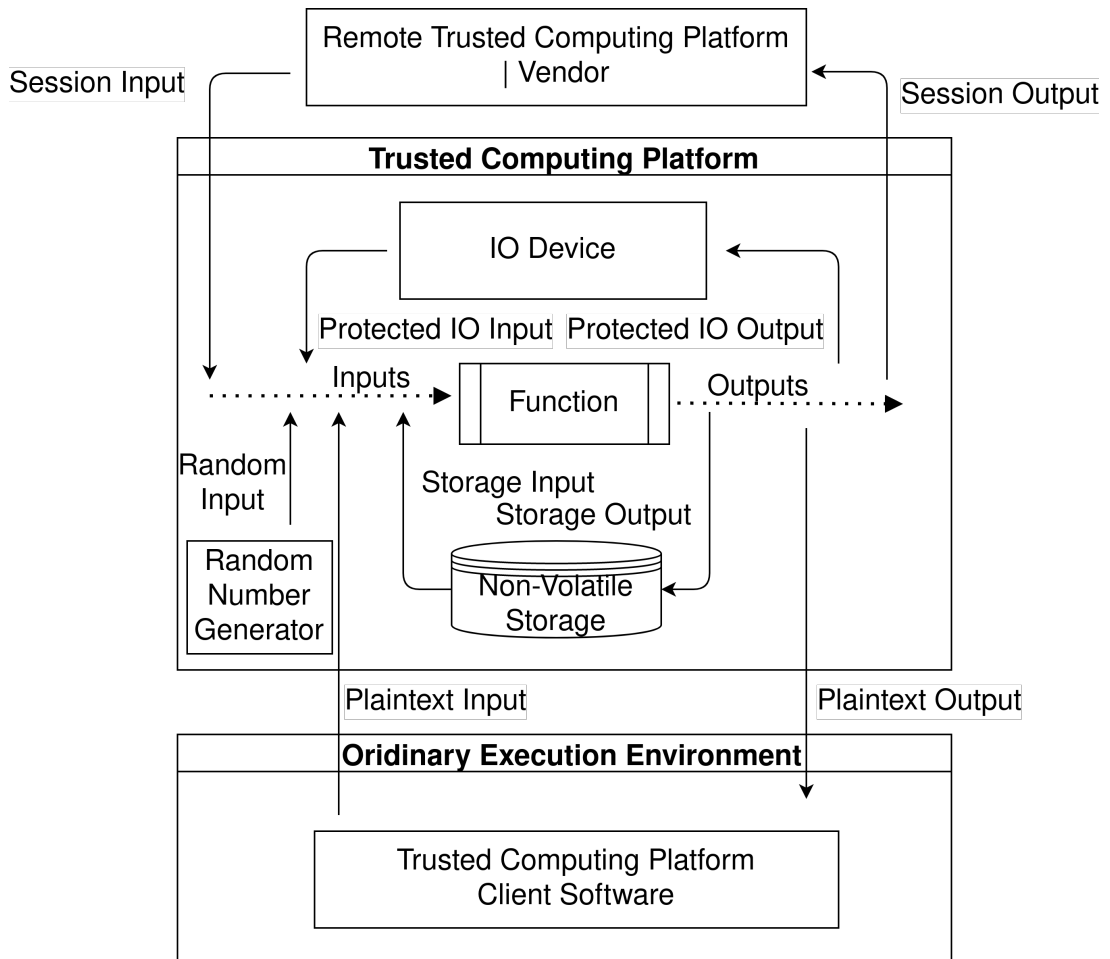 Remote Trusted Computing Platform
| Vendor
Session Input
Session Output
Trusted Computing Platform
IO Device
Protected IO Input
Protected IO Output
Inputs
Function
Outputs
Random
Input
Storage Input
Storage Output
Random
Number
Generator
Non-Volatile
Storage
Plaintext Input
Plaintext Output
Oridinary Execution Environment
Trusted Computing Platform
Client Software